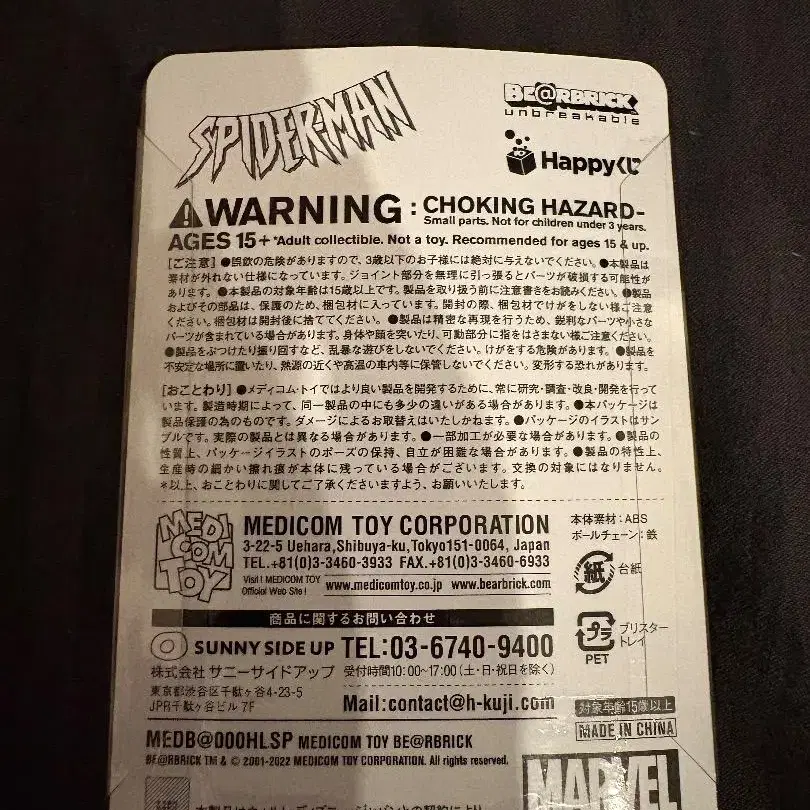 SPIDER-MAN
BE@RBRICK
unbreakable
Happyくじ
WARNING : CHOKING HAZARD-
Small parts. Not for children under 3 years.
AGES 15+ *Adult collectible. Not a toy. Recommended for ages 15 & up.
[ご注意] ●誤飲の危険がありますので、3歳以下のお子様には絶対に与えないでください。●本製品は
素材が外れない仕様になっています。ジョイント部分を無理に引っ張るとパーツが破損する可能性が
あります。●本製品の対象年齢は15歳以上です。製品を取り扱う前に注意書きをお読みください。●製品
およびその部品は、保護のため、梱包材に入っています。開封の際、梱包材でけがをしない様ご注意
ください。梱包材は開封後に捨ててください。●製品は精密な再現を行うため、鋭利なパーツや小さな
パーツが含まれている場合があります。身体や顔を突いたり、可動部分に指をはさまない様ご注意ください。
●製品をぶつけたり振り回すなど、乱暴な遊びをしないでください。けがをする危険があります。●製品を
不安定な場所に置いたり、熱源の近くや高温の車内等に保管しないでください。変形する恐れがあります。
[おことわり] ●メディコム・トイではより良い製品を開発するために、常に研究・調査・改良・開発を行って
います。製造時期によって、同一製品の中にも多少の違いがある場合があります。●本パッケージは
製品保護の為のものです。ダメージによるお取替えはいたしかねます。●パッケージのイラストはサン
プルです。実際の製品とは異なる場合があります。●一部加工が必要な場合があります。●製品の
性質上、パッケージイラストのポーズの保持、自立が困難な場合があります。●製品の特性上、
生産時の細かい擦れ痕が本体に残っている場合がございます。交換の対象にはなりません。
*以上、おことわりに関してご了承くださいますよう、お願いいたします。
MEDI COM TOY
MEDICOM TOY CORPORATION
3-22-5 Uehara,Shibuya-ku,Tokyo151-0064, Japan
TEL.+81(0)3-3460-3933 FAX.+81(0)3-3460-6933
Visit! MEDICOM TOY
Official Web Site!
www.medicomtoy.co.jp www.bearbrick.com
本体素材:ABS
ボールチェーン:鉄
紙 台紙
プラ
PET
ブリスター
トレイ
商品に関するお問い合わせ
SUNNY SIDE UP TEL:03-6740-9400
株式会社 サニーサイドアップ 受付時間10:00~17:00(土・日・祝日を除く)
東京都渋谷区千駄ヶ谷4-23-5
JPR千駄ヶ谷ビル 7F
Mail:contact@h-kuji.com
対象年齢15歳以上
MADE IN CHINA
MEDB@000HLSP MEDICOM TOY BE@RBRICK
BE@RBRICK TM & © 2001-2022 MEDICOM TOY CORPORATION. All rights reserved.
MARVEL